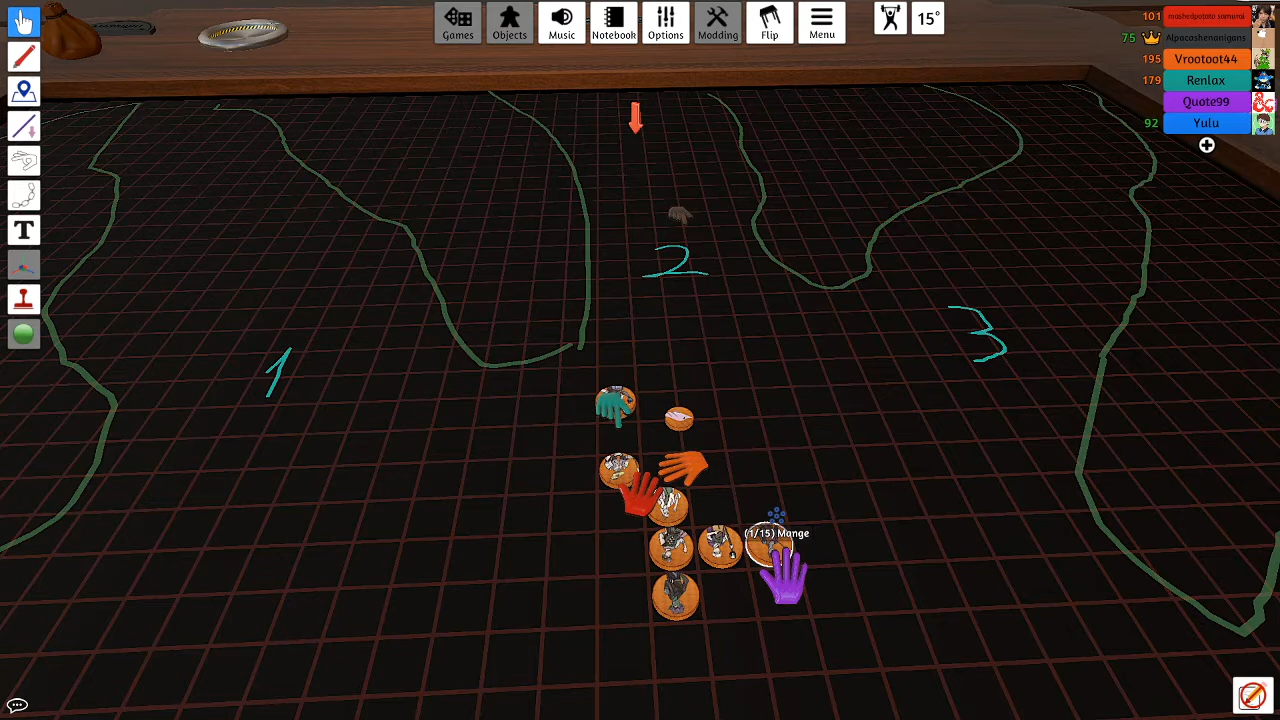 Games
Objects
Music
Notebook
Options
Modding
Flip
Menu
15°
101 mashedpotato samurai
75 Alpacashenanigans
195 Vrootoot44
179 Renlax
Quote99
92 Yulu
T
2
3
1
(1/15) Mange